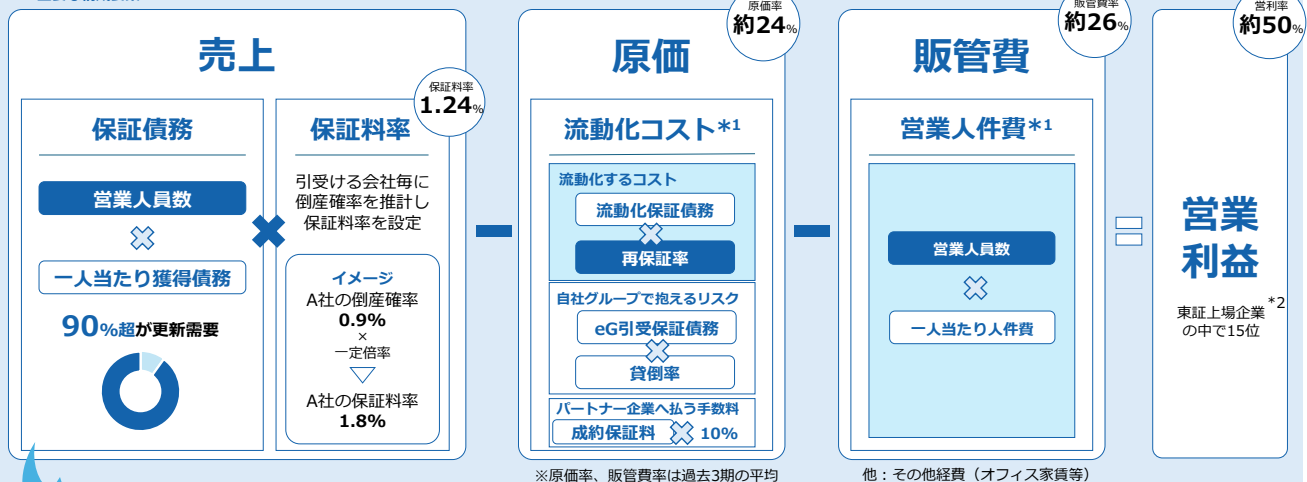 売上
保証料率
1.24%
保証債務
営業人員数
一人当たり獲得債務
90%超が更新需要
保証料率
引受ける会社毎に
倒産確率を推計し
保証料率を設定
イメージ
A社の倒産確率
0.9%
×
一定倍率
A社の保証料率
1.8%
原価率
約24%
原価
流動化コスト*1
流動化するコスト
流動化保証債務
再保証率
自社グループで抱えるリスク
eG引受保証債務
貸倒率
パートナー企業へ払う手数料
成約保証料 10%
※原価率、販管費率は過去3期の平均
販管費率
約26%
販管費
営業人件費*1
営業人員数
一人当たり人件費
他：その他経費（オフィス家賃等）
営利率
約50%
営業
利益
東証上場企業*2
の中で15位